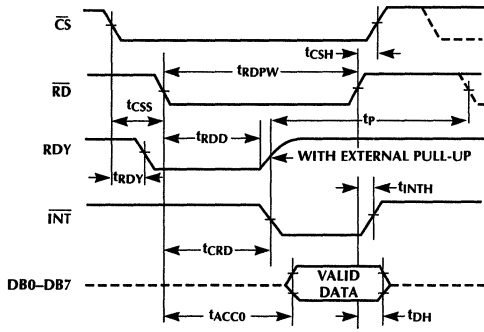 CS
tCSH
tRDPW
RD
tCSS
tP
tRDD
RDY
WITH EXTERNAL PULL-UP
tRDY
tINTH
INT
tCRD
VALID
DATA
DB0–DB7
tACC0
tDH